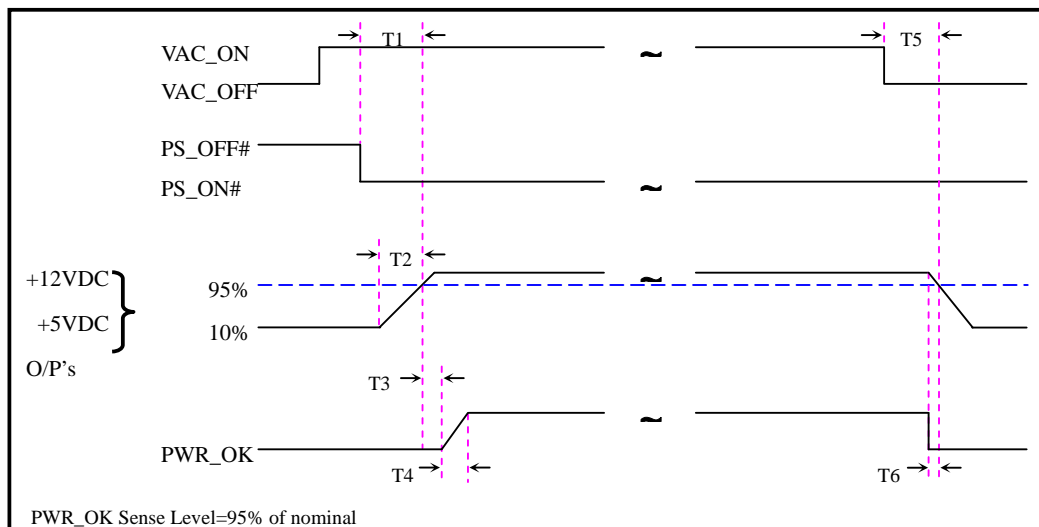 T1
T5
VAC_ON
VAC_OFF
PS_OFF#
PS_ON#
T2
+12VDC
95%
+5VDC
10%
O/P's
T3
PWR_OK
T4
T6
PWR_OK Sense Level=95% of nominal